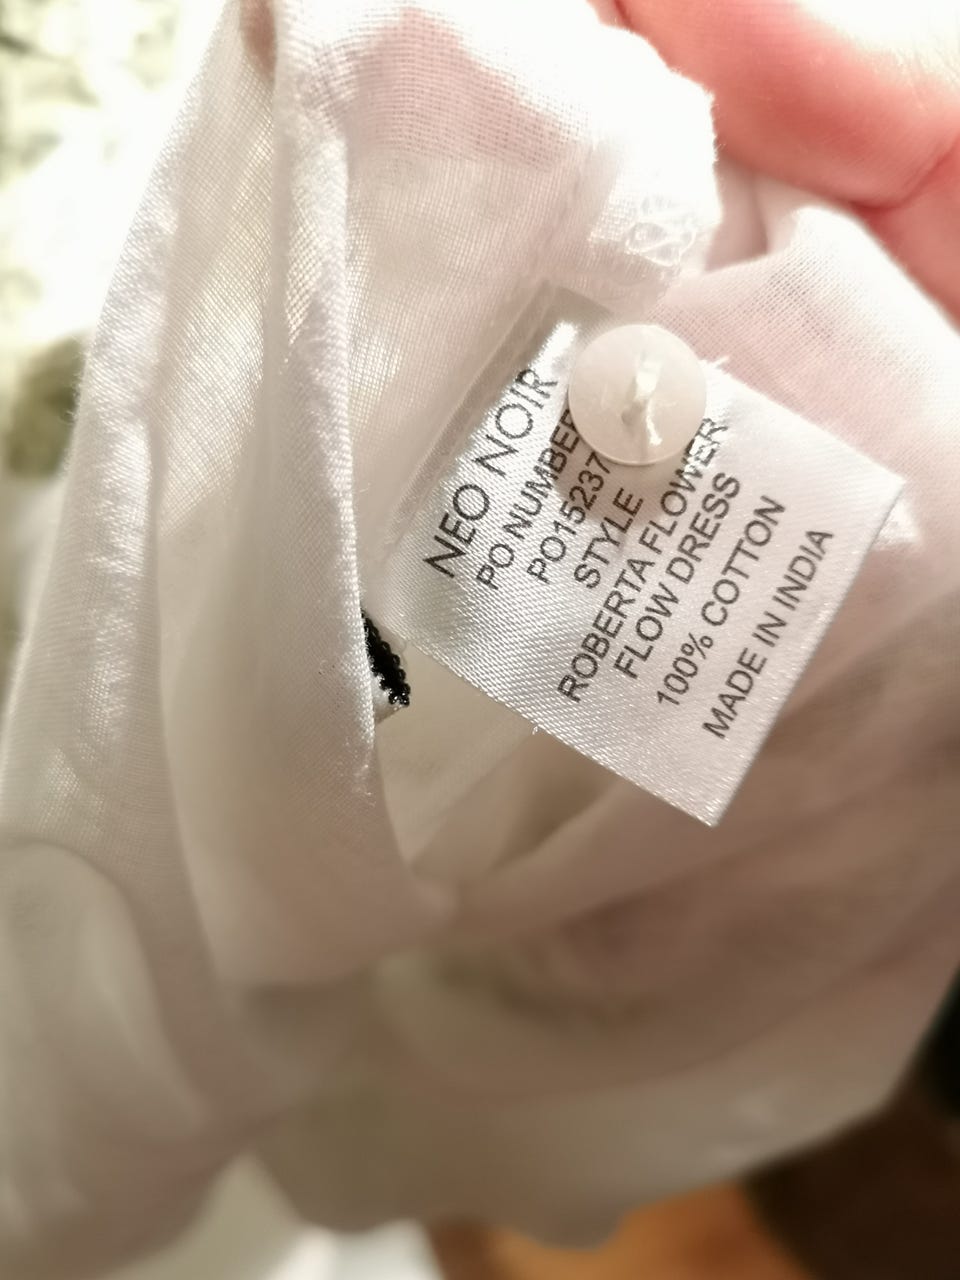 NEO NOIR
PO NUMBER
PO15237
STYLE
ROBERTA FLOWER
FLOW DRESS
100% COTTON
MADE IN INDIA